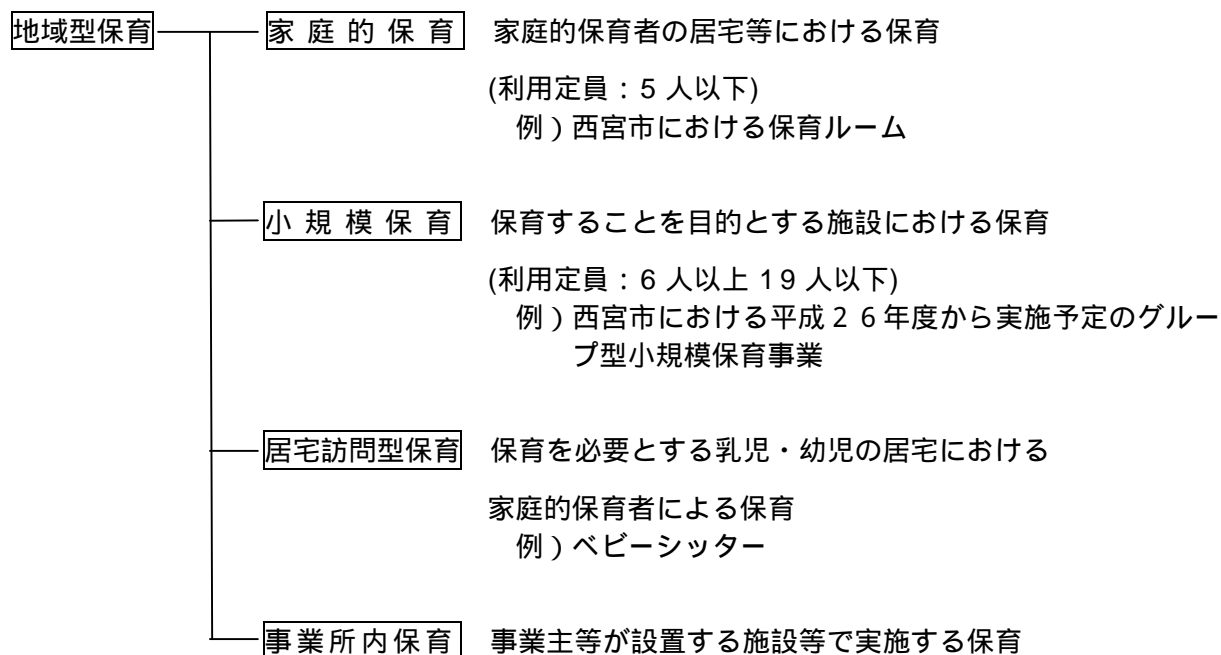 地域型保育 家庭的保育 家庭的保育者の居宅等における保育
(利用定員：5 人以下)
例）西宮市における保育ルーム
小規模保育 保育することを目的とする施設における保育
(利用定員：6 人以上 19 人以下)
例）西宮市における平成２６年度から実施予定のグルー
プ型小規模保育事業
居宅訪問型保育 保育を必要とする乳児・幼児の居宅における
家庭的保育者による保育
例）ベビーシッター
事業所内保育 事業主等が設置する施設等で実施する保育